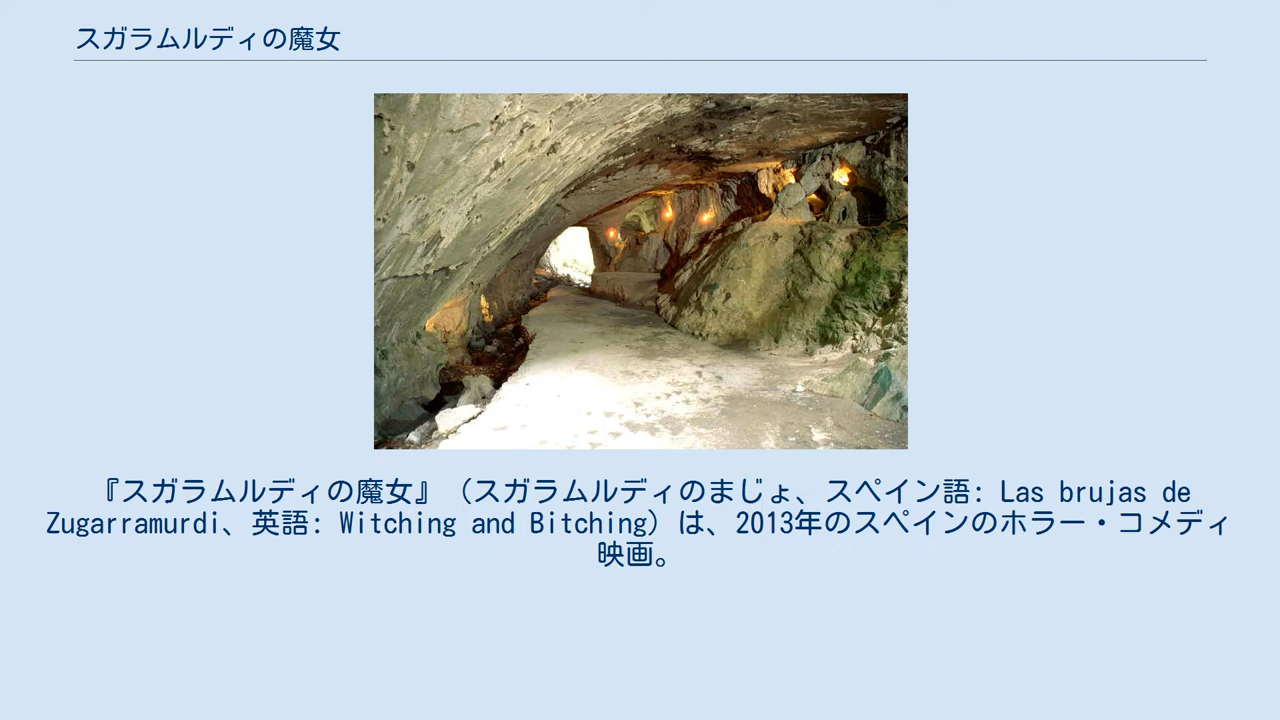 スガラムルディの魔女
『スガラムルディの魔女』（スガラムルディのまじょ、スペイン語: Las brujas de
Zugarramurdi、英語: Witching and Bitching）は、2013年のスペインのホラー・コメディ
映画。